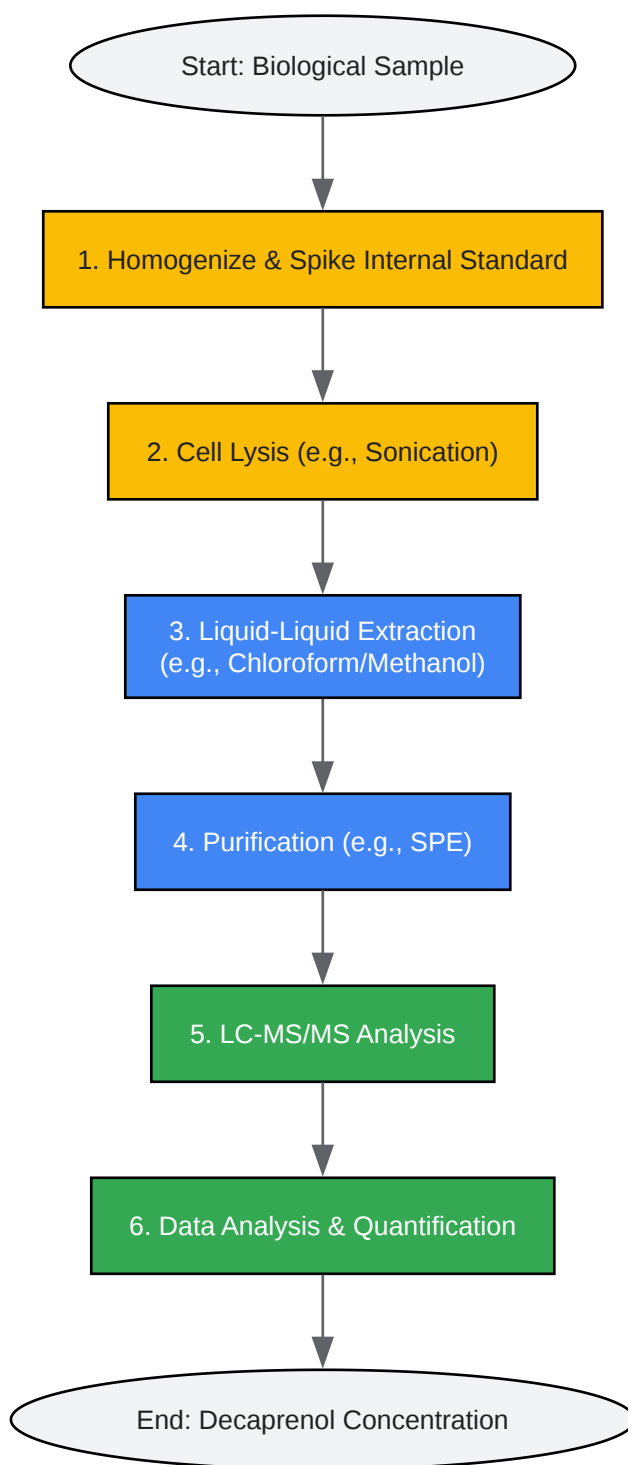 Start: Biological Sample
1. Homogenize & Spike Internal Standard
2. Cell Lysis (e.g., Sonication)
3. Liquid-Liquid Extraction
(e.g., Chloroform/Methanol)
4. Purification (e.g., SPE)
5. LC-MS/MS Analysis
6. Data Analysis & Quantification
End: Decaprenol Concentration